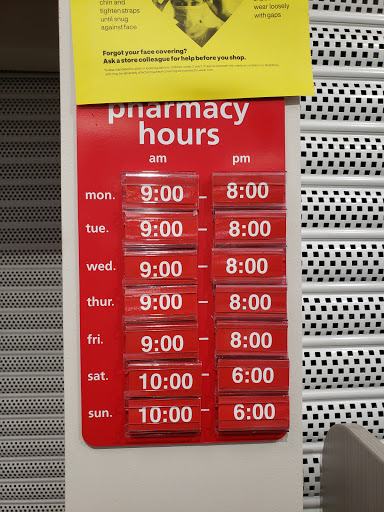 chin and
tighten straps
until snug
against face
wear loosely
with gaps
Forgot your face covering?
Ask a store colleague for help before you shop.
pharmacy
hours
am pm
mon. 9:00 – 8:00
tue. 9:00 – 8:00
wed. 9:00 – 8:00
thur. 9:00 – 8:00
fri. 9:00 – 8:00
sat. 10:00 – 6:00
sun. 10:00 – 6:00